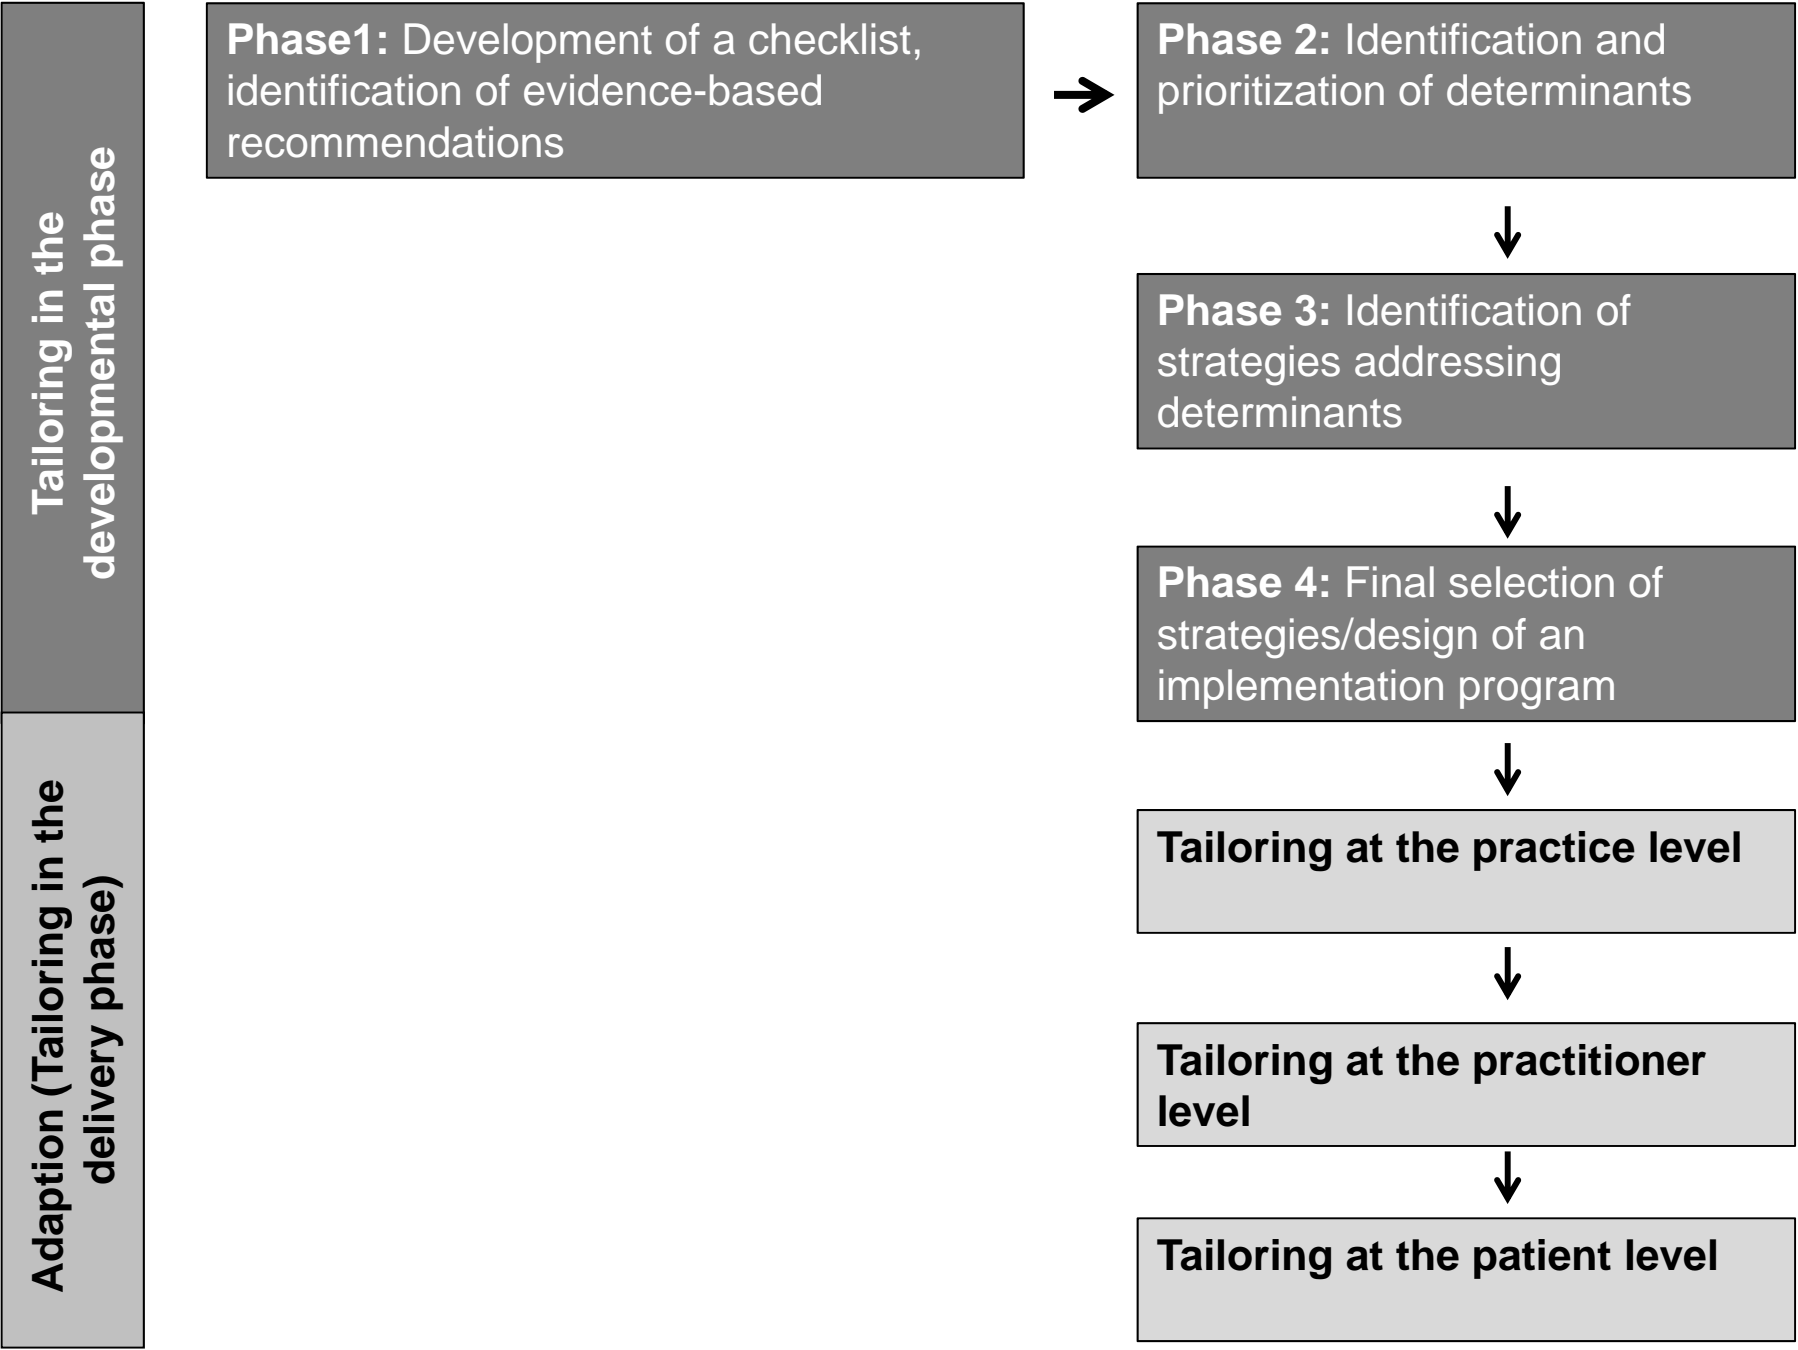 Tailoring in the
developmental phase
Phase1: Development of a checklist,
identification of evidence-based
recommendations
Phase 2: Identification and
prioritization of determinants
Phase 3: Identification of
strategies addressing
determinants
Phase 4: Final selection of
strategies/design of an
implementation program
Adaption (Tailoring in the
delivery phase)
Tailoring at the practice level
Tailoring at the practitioner
level
Tailoring at the patient level